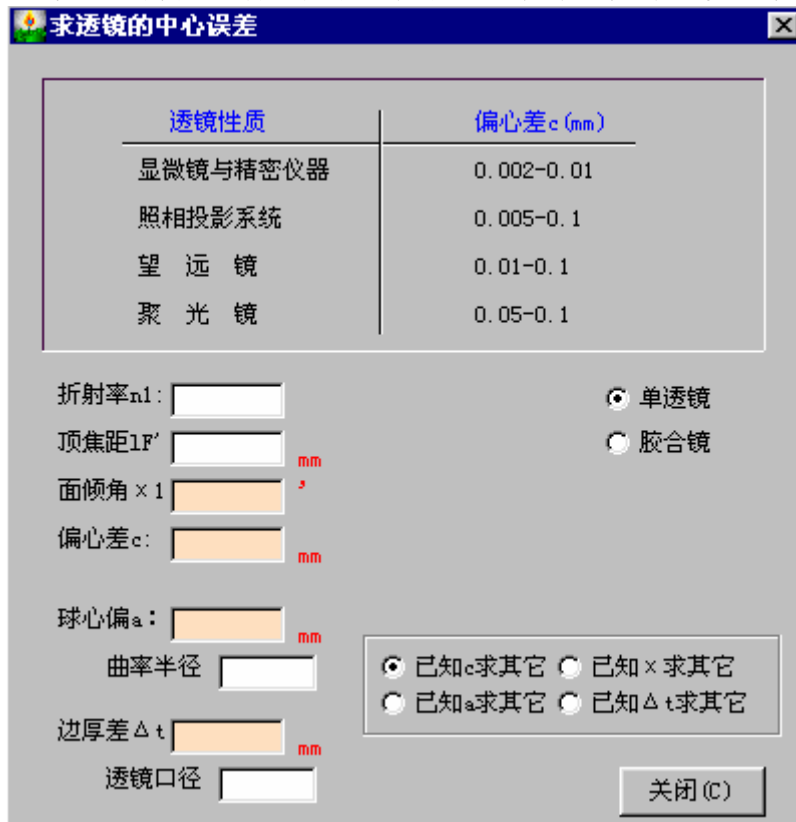 求透镜的中心误差
透镜性质 偏心差c(mm)
显微镜与精密仪器 0.002-0.01
照相投影系统 0.005-0.1
望 远 镜 0.01-0.1
聚 光 镜 0.05-0.1
折射率n1: 单透镜
顶焦距lF′ mm 胶合镜
面倾角×1 ′
偏心差c: mm
球心偏a: mm
曲率半径 已知c求其它 已知×求其它
已知a求其它 已知Δt求其它
边厚差Δt mm
透镜口径 关闭(C)